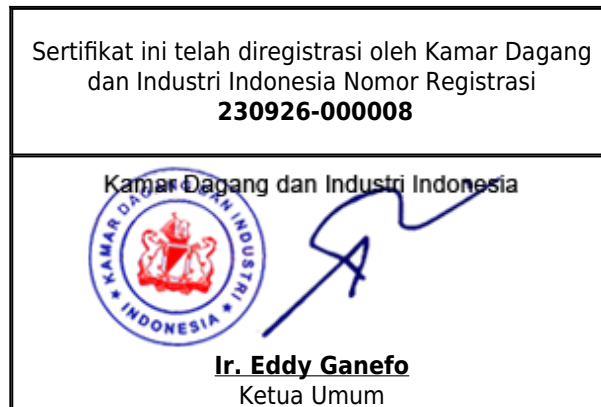 Sertifikat ini telah diregistrasi oleh Kamar Dagang
dan Industri Indonesia Nomor Registrasi
230926-000008
Kamar Dagang dan Industri Indonesia
KAMAR DAGANG DAN INDUSTRI
INDONESIA
Ir. Eddy Ganefo
Ketua Umum